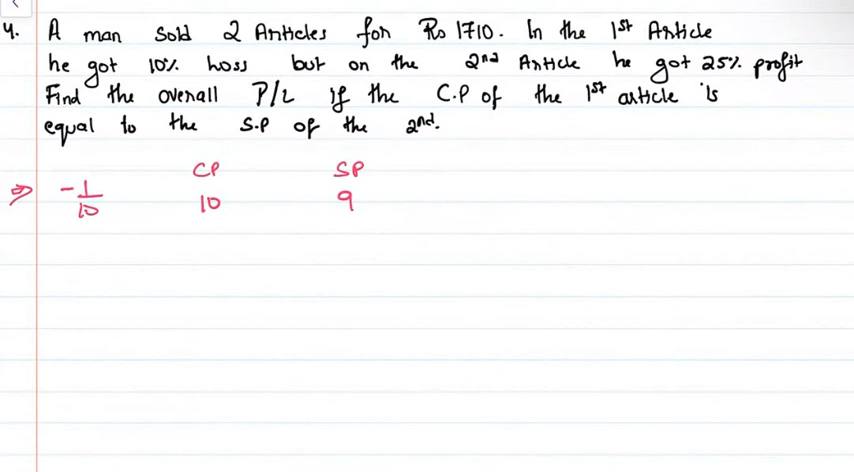 4. A man sold 2 Articles for Rs 1710. In the 1st Article
he got 10% Loss but on the 2nd Article he got 25% profit
Find the overall P/L if the C.P of the 1st article is
equal to the S.P of the 2nd.
CP SP
⇒ -1/10 10 9